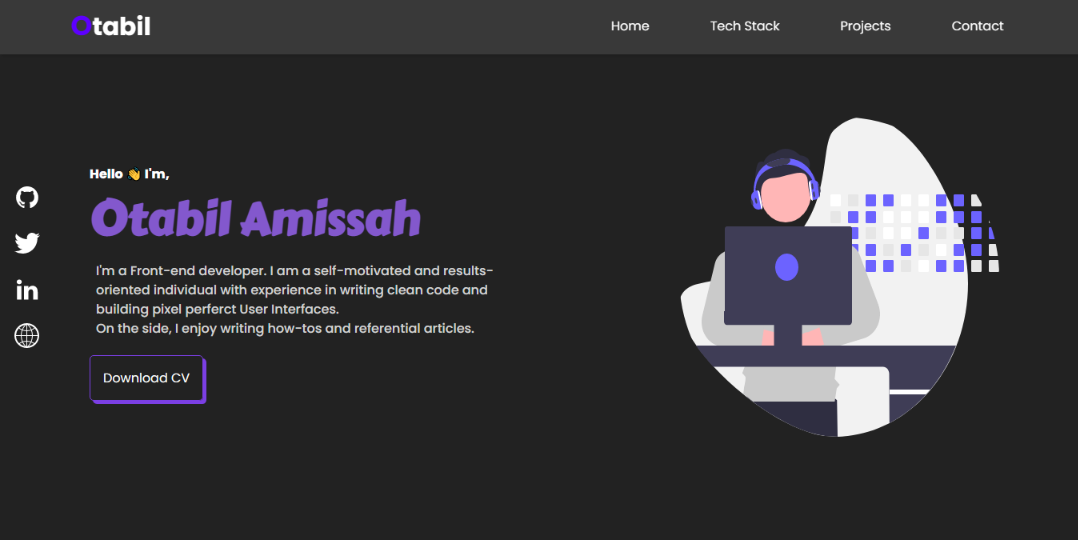 Otabil
Home
Tech Stack
Projects
Contact
Hello 👋 I'm,
Otabil Amissah
I'm a Front-end developer. I am a self-motivated and results-
oriented individual with experience in writing clean code and
building pixel perferct User Interfaces.
On the side, I enjoy writing how-tos and referential articles.
Download CV